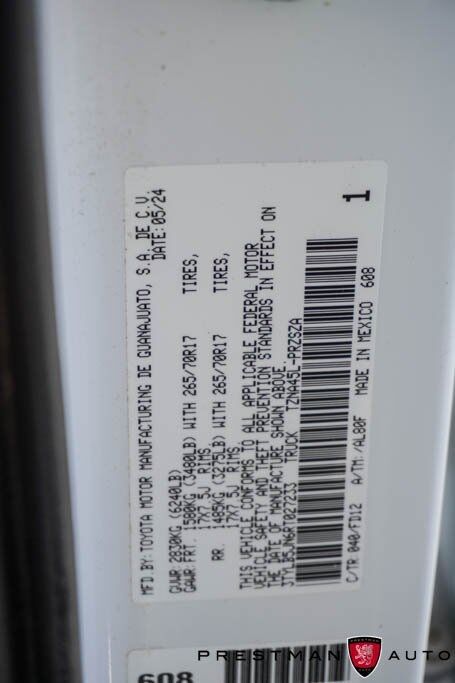 MFD BY: TOYOTA MOTOR MANUFACTURING DE GUANAJUATO, S.A. DE C.V.
DATE: 05/24
GVWR: 2830KG (6240LB)
GAWR: FRT. 1580KG (3480LB) WITH 265/70R17 TIRES,
17X7.5J RIMS
RR. 1485KG (3275LB) WITH 265/70R17 TIRES,
17X7.5J RIMS
THIS VEHICLE CONFORMS TO ALL APPLICABLE FEDERAL MOTOR
VEHICLE SAFETY AND THEFT PREVENTION STANDARDS IN EFFECT ON
THE DATE OF MANUFACTURE SHOWN ABOVE.
3TYLB5JN6RT027233 TRUCK TZNA45L-PRZSZA
C/TR: 040/FD12 A/TM: /AL80F MADE IN MEXICO 608
1
608
PRESTMAN AUTO